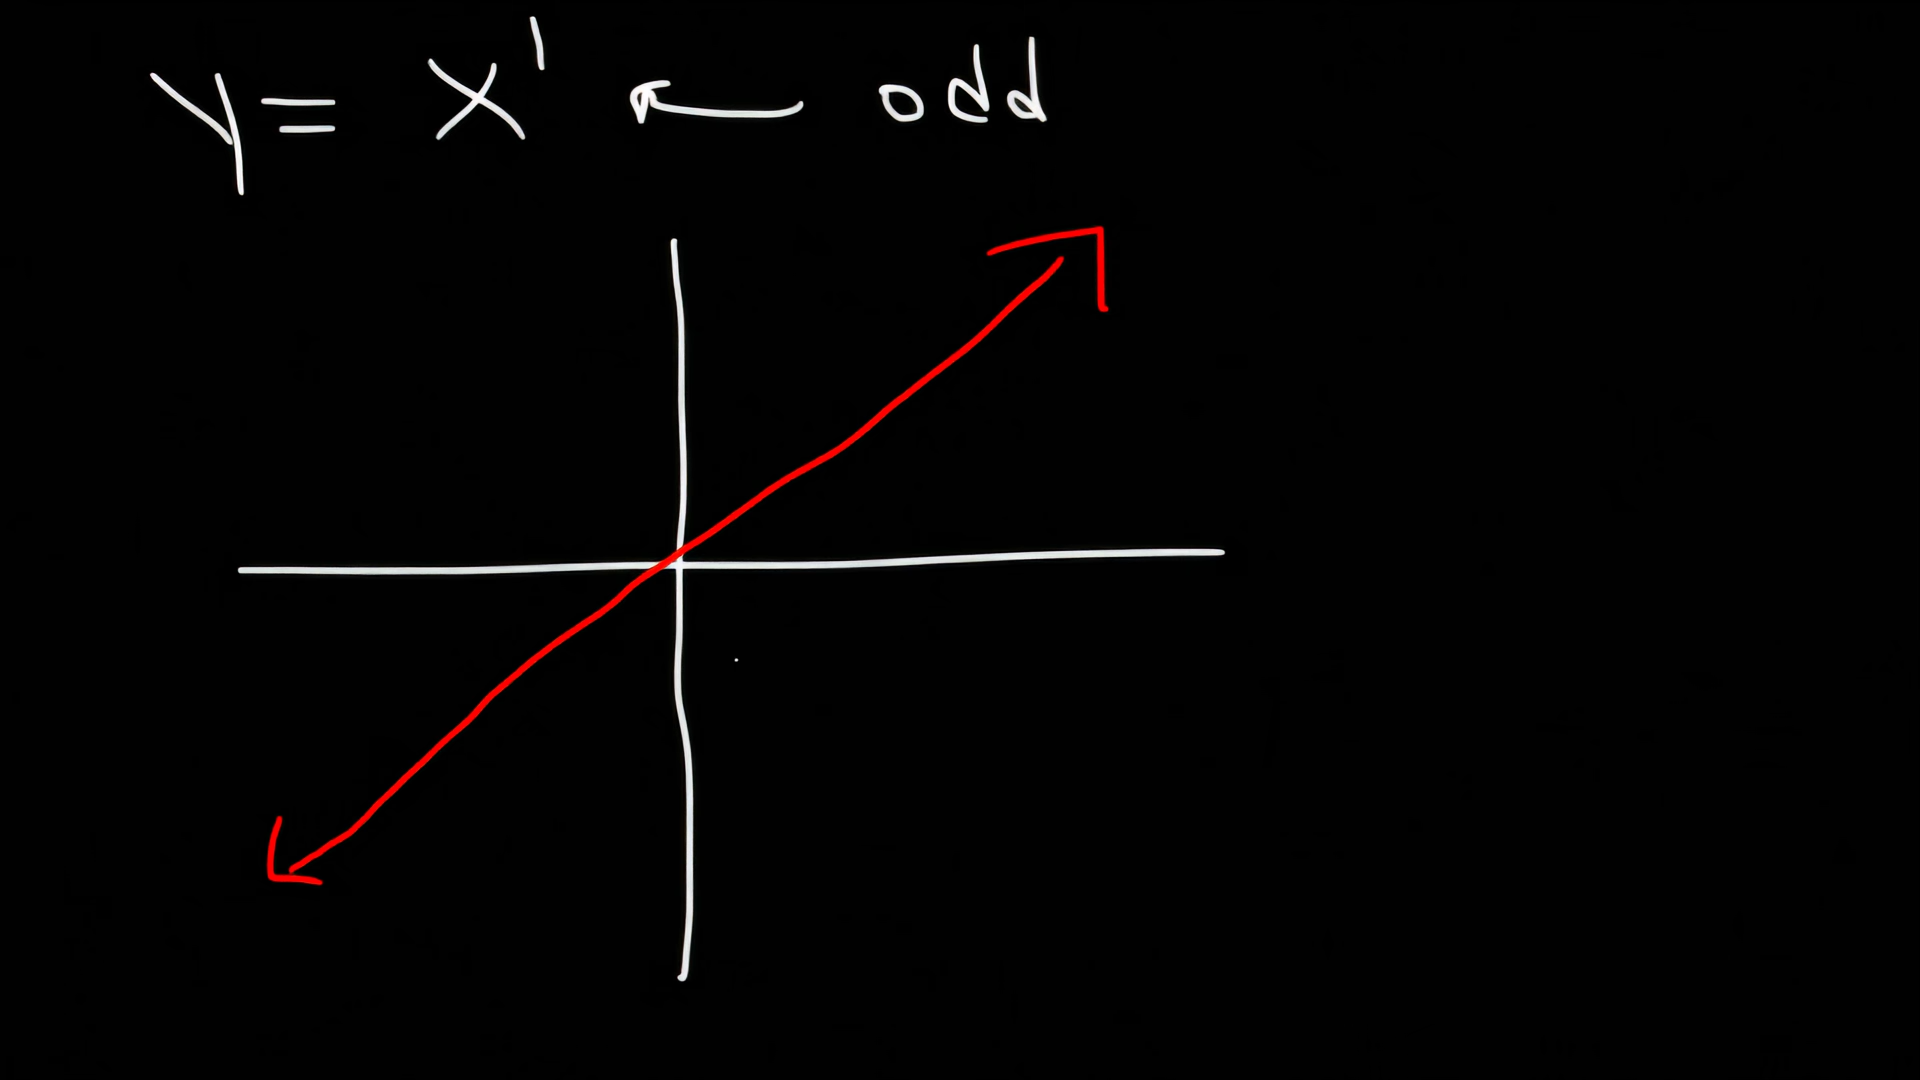 y = x¹ ← odd